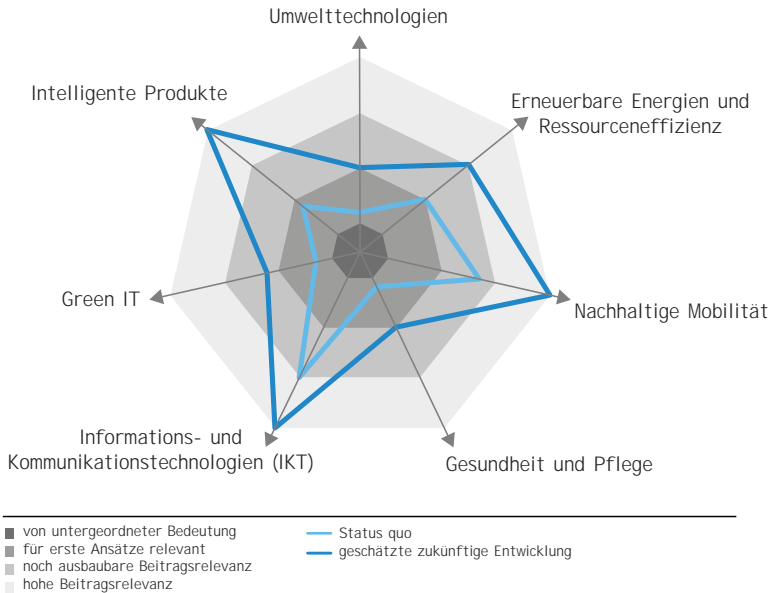 Umwelttechnologien
Intelligente Produkte
Erneuerbare Energien und
Ressourceneffizienz
Green IT
Nachhaltige Mobilität
Informations- und
Kommunikationstechnologien (IKT)
Gesundheit und Pflege
von untergeordneter Bedeutung
für erste Ansätze relevant
noch ausbaubare Beitragsrelevanz
hohe Beitragsrelevanz
Status quo
geschätzte zukünftige Entwicklung